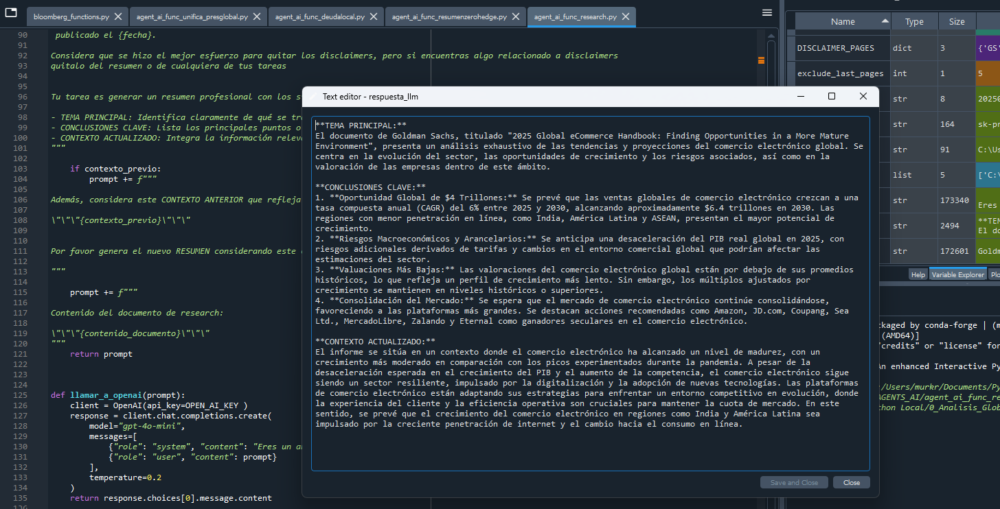 bloomberg_functions.py
agent_ai_func_unifica_presglobal.py
agent_ai_func_deudalocal.py
agent_ai_func_resumenzerohedge.py
agent_ai_func_research.py
90 publicado el {fecha}.
91
92 Considera que se hizo el mejor esfuerzo para quitar los disclaimers, pero si encuentras algo relacionado a disclaimers
93 quitalo del resumen o de cualquiera de tus tareas
94
95
96 Tu tarea es generar un resumen profesional con los s
97
98 - TEMA PRINCIPAL: Identifica claramente de qué se tr
99 - CONCLUSIONES CLAVE: Lista los principales puntos o
100 - CONTEXTO ACTUALIZADO: Integra la información relev
101 """
102
103 if contexto_previo:
104 prompt += f"""
105
106 Además, considera este CONTEXTO ANTERIOR que refleja
107
108 \"\"\"{contexto_previo}\"\"\"
109
110
111 Por favor genera el nuevo RESUMEN considerando este
112
113 """
114
115 prompt += f"""
116
117 Contenido del documento de research:
118
119 \"\"\"{contenido_documento}\"\"\"
120 """
121 return prompt
122
123
124
125 def llamar_a_openai(prompt):
126 client = OpenAI(api_key=OPEN_AI_KEY )
127 response = client.chat.completions.create(
128 model="gpt-4o-mini",
129 messages=[
130 {"role": "system", "content": "Eres un a
131 {"role": "user", "content": prompt}
132 ],
133 temperature=0.2
134 )
135 return response.choices[0].message.content
Text editor - respuesta_llm
**TEMA PRINCIPAL:**
El documento de Goldman Sachs, titulado "2025 Global eCommerce Handbook: Finding Opportunities in a More Mature
Environment", presenta un análisis exhaustivo de las tendencias y proyecciones del comercio electrónico global. Se
centra en la evolución del sector, las oportunidades de crecimiento y los riesgos asociados, así como en la
valoración de las empresas dentro de este ámbito.
**CONCLUSIONES CLAVE:**
1. **Oportunidad Global de $4 Trillones:** Se prevé que las ventas globales de comercio electrónico crezcan a una
tasa compuesta anual (CAGR) del 6% entre 2025 y 2030, alcanzando aproximadamente $6.4 trillones en 2030. Las
regiones con menor penetración en línea, como India, América Latina y ASEAN, presentan el mayor potencial de
crecimiento.
2. **Riesgos Macroeconómicos y Arancelarios:** Se anticipa una desaceleración del PIB real global en 2025, con
riesgos adicionales derivados de tarifas y cambios en el entorno comercial global que podrían afectar las
estimaciones del sector.
3. **Valuaciones Más Bajas:** Las valoraciones del comercio electrónico global están por debajo de sus promedios
históricos, lo que refleja un perfil de crecimiento más lento. Sin embargo, los múltiplos ajustados por
crecimiento se mantienen en niveles históricos o superiores.
4. **Consolidación del Mercado:** Se espera que el mercado de comercio electrónico continúe consolidándose,
favoreciendo a las plataformas más grandes. Se destacan acciones recomendadas como Amazon, JD.com, Coupang, Sea
Ltd., MercadoLibre, Zalando y Eternal como ganadores seculares en el comercio electrónico.
**CONTEXTO ACTUALIZADO:**
El informe se sitúa en un contexto donde el comercio electrónico ha alcanzado un nivel de madurez, con un
crecimiento más moderado en comparación con los picos experimentados durante la pandemia. A pesar de la
desaceleración esperada en el crecimiento del PIB y el aumento de la competencia, el comercio electrónico sigue
siendo un sector resiliente, impulsado por la digitalización y la adopción de nuevas tecnologías. Las plataformas
de comercio electrónico están adaptando sus estrategias para enfrentar un entorno competitivo en evolución, donde
la experiencia del cliente y la eficiencia operativa son cruciales para mantener la cuota de mercado. En este
sentido, se prevé que el crecimiento del comercio electrónico en regiones como India y América Latina sea
impulsado por la creciente penetración de internet y el cambio hacia el consumo en línea.
Save and Close
Close
Name Type Size
DISCLAIMER_PAGES dict 3 {'GS'
exclude_last_pages int 1 5
str 8 20250
str 164 sk-pr
str 91 C:\Us
list 5 ['C:\
str 173340 Eres
str 2494 **TEM
El do
str 172601 Goldm
Help
Variable Explorer
Plo
ckaged by conda-forge | (m
(AMD64)]
"credits" or "license" for
An enhanced Interactive Py
/Users/murkr/Documents/Py
AGENTS_AI/agent_ai_func_re
thon Local/0_Analisis_Glob